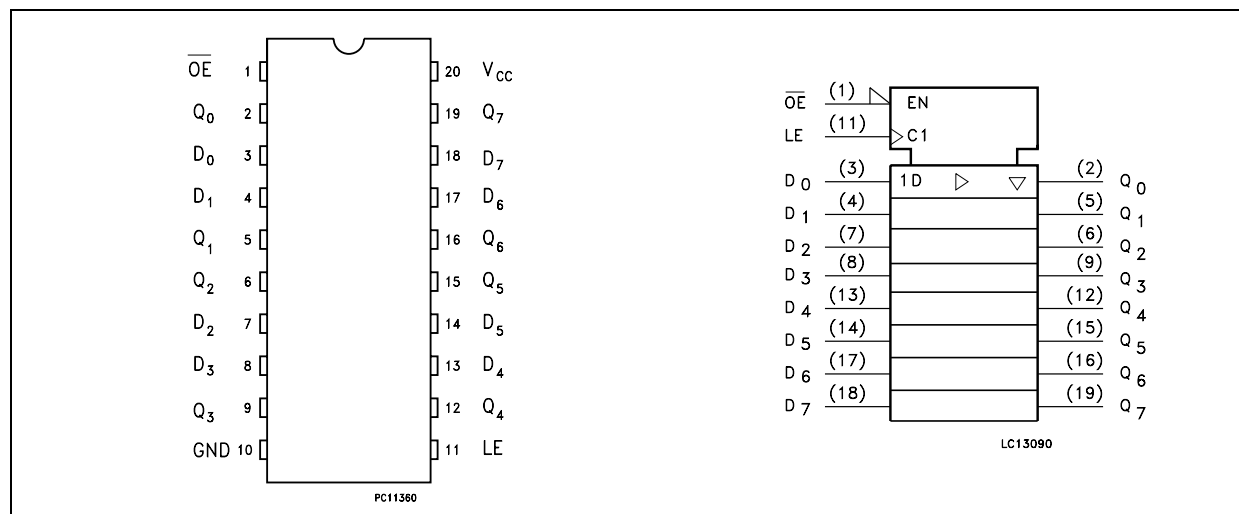 OE 1 20 VCC
Q0 2 19 Q7
D0 3 18 D7
D1 4 17 D6
Q1 5 16 Q6
Q2 6 15 Q5
D2 7 14 D5
D3 8 13 D4
Q3 9 12 Q4
GND 10 11 LE
PC11360
OE (1) EN
LE (11) C1
D0 (3) 1D (2) Q0
D1 (4) (5) Q1
D2 (7) (6) Q2
D3 (8) (9) Q3
D4 (13) (12) Q4
D5 (14) (15) Q5
D6 (17) (16) Q6
D7 (18) (19) Q7
LC13090